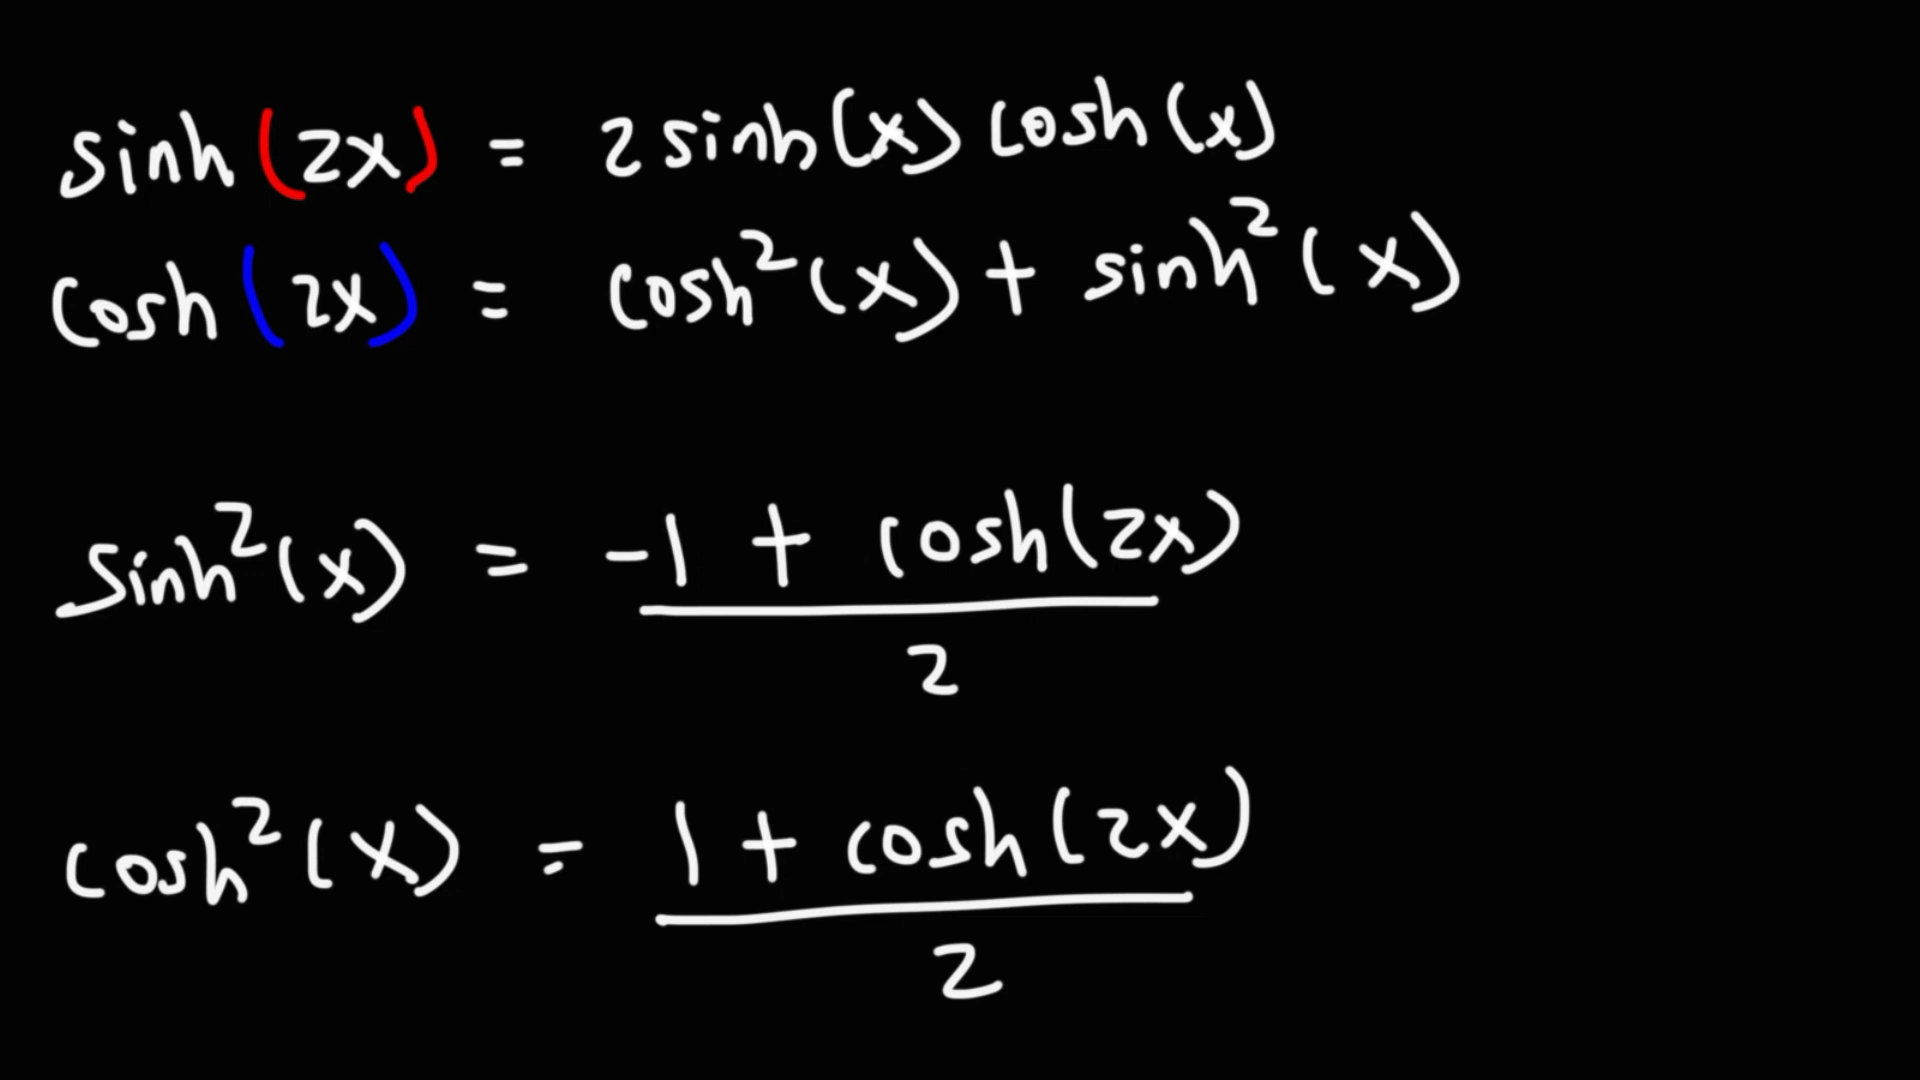 sinh(2x) = 2sinh(x)cosh(x)
cosh(2x) = cosh²(x) + sinh²(x)
sinh²(x) = -1 + cosh(2x)
2
cosh²(x) = 1 + cosh(2x)
2